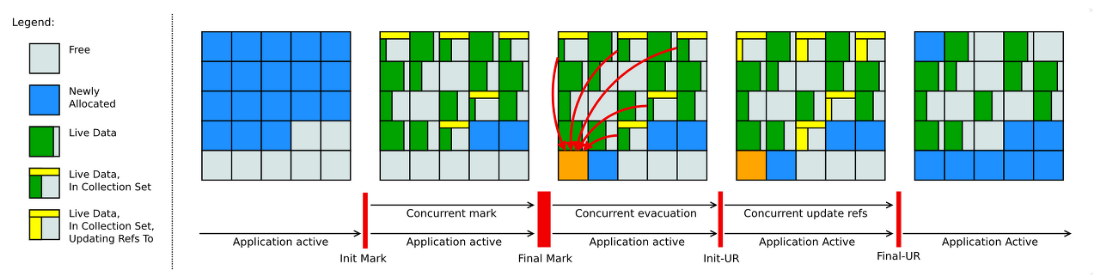 Legend:
Free
Newly
Allocated
Live Data
Live Data,
In Collection Set
Live Data,
In Collection Set,
Updating Refs To
Concurrent mark
Concurrent evacuation
Concurrent update refs
Application active
Application active
Application active
Application Active
Application Active
Init Mark
Final Mark
Init-UR
Final-UR